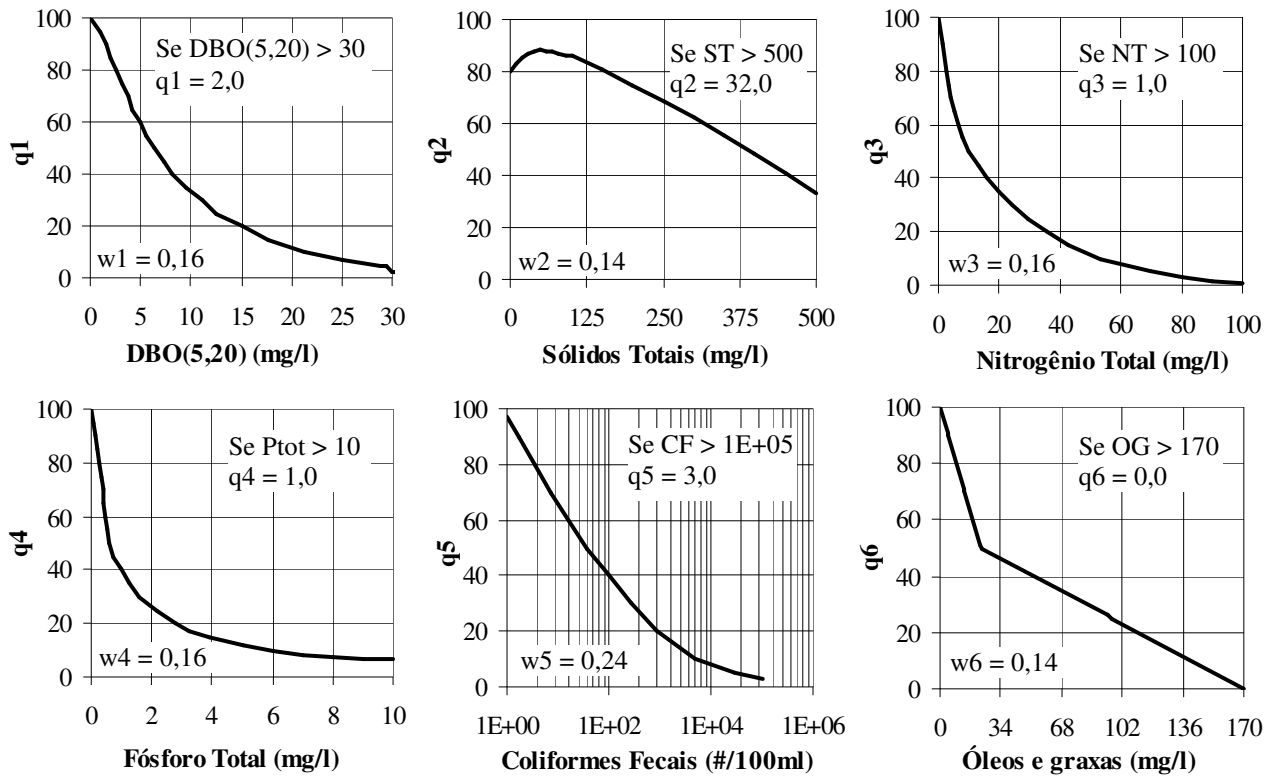 100
80
60
40
20
0
q1
Se DBO(5,20) > 30
q1 = 2,0
w1 = 0,16
0 5 10 15 20 25 30
DBO(5,20) (mg/l)
100
80
60
40
20
0
q2
Se ST > 500
q2 = 32,0
w2 = 0,14
0 125 250 375 500
Sólidos Totais (mg/l)
100
80
60
40
20
0
q3
Se NT > 100
q3 = 1,0
w3 = 0,16
0 20 40 60 80 100
Nitrogênio Total (mg/l)
100
80
60
40
20
0
q4
Se Ptot > 10
q4 = 1,0
w4 = 0,16
0 2 4 6 8 10
Fósforo Total (mg/l)
100
80
60
40
20
0
q5
Se CF > 1E+05
q5 = 3,0
w5 = 0,24
1E+00 1E+02 1E+04 1E+06
Coliformes Fecais (#/100ml)
100
80
60
40
20
0
q6
Se OG > 170
q6 = 0,0
w6 = 0,14
0 34 68 102 136 170
Óleos e graxas (mg/l)